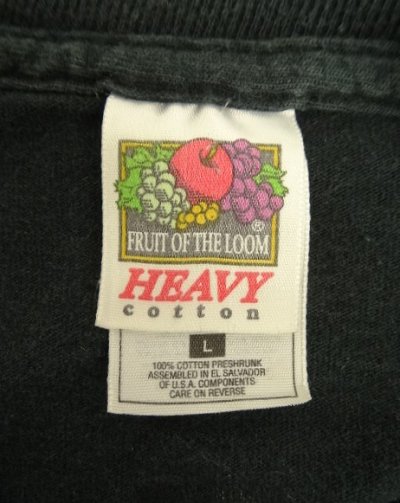 FRUIT OF THE LOOM ®
HEAVY
cotton
L
100% COTTON PRESHRUNK
ASSEMBLED IN EL SALVADOR
OF U.S.A. COMPONENTS
CARE ON REVERSE